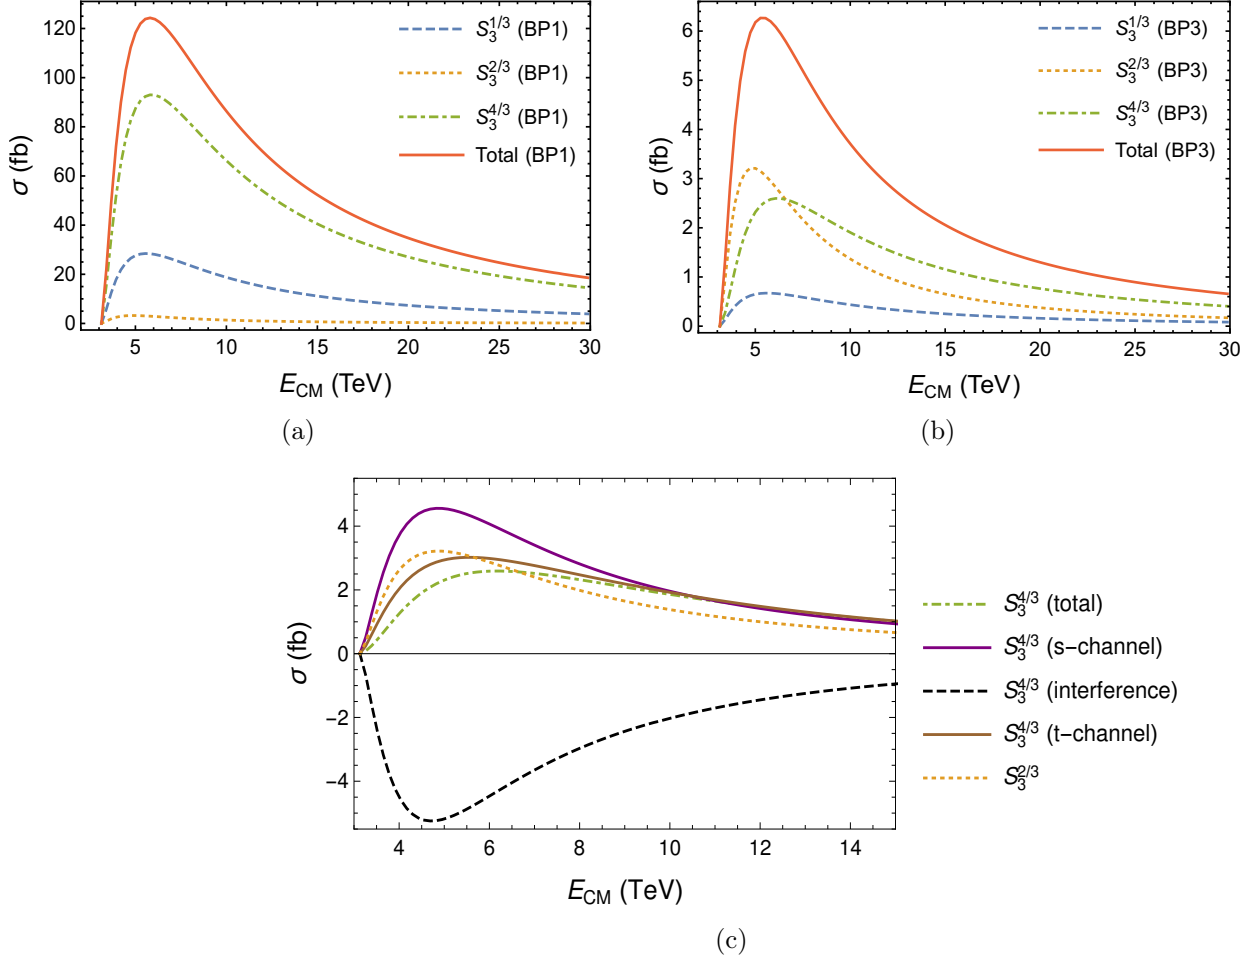 120
100
80
60
40
20
0
σ (fb)
5 10 15 20 25 30
E_CM (TeV)
S_3^{1/3} (BP1)
S_3^{2/3} (BP1)
S_3^{4/3} (BP1)
Total (BP1)
(a)
6
5
4
3
2
1
0
σ (fb)
5 10 15 20 25 30
E_CM (TeV)
S_3^{1/3} (BP3)
S_3^{2/3} (BP3)
S_3^{4/3} (BP3)
Total (BP3)
(b)
4
2
0
−2
−4
σ (fb)
4 6 8 10 12 14
E_CM (TeV)
S_3^{4/3} (total)
S_3^{4/3} (s−channel)
S_3^{4/3} (interference)
S_3^{4/3} (t−channel)
S_3^{2/3}
(c)